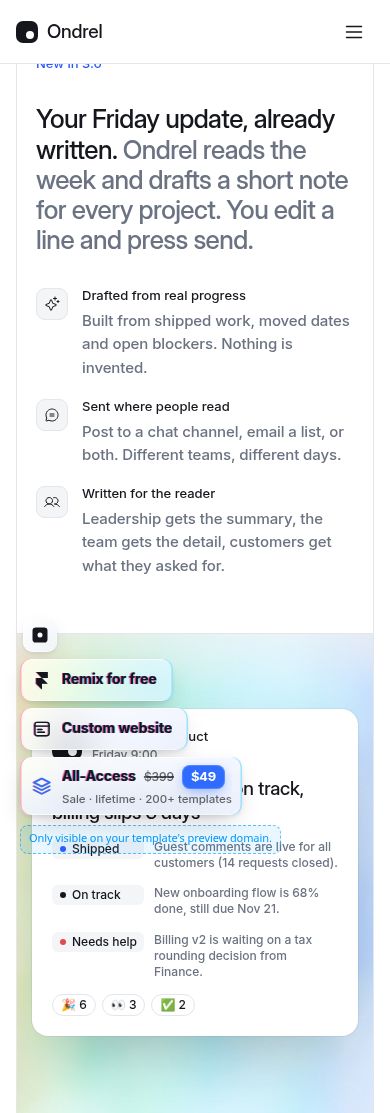 Ondrel
New in 3.0
Your Friday update, already
written. Ondrel reads the
week and drafts a short note
for every project. You edit a
line and press send.
Drafted from real progress
Built from shipped work, moved dates
and open blockers. Nothing is
invented.
Sent where people read
Post to a chat channel, email a list, or
both. Different teams, different days.
Written for the reader
Leadership gets the summary, the
team gets the detail, customers get
what they asked for.
Remix for free
Custom website
uct
Friday 9:00
All-Access $399 $49
n track,
Sale · lifetime · 200+ templates
billing slips 3 days
Only visible on your template's preview domain.
Shipped
Guest comments are live for all
customers (14 requests closed).
On track
New onboarding flow is 68%
done, still due Nov 21.
Needs help
Billing v2 is waiting on a tax
rounding decision from
Finance.
🎉 6 👀 3 ✅ 2